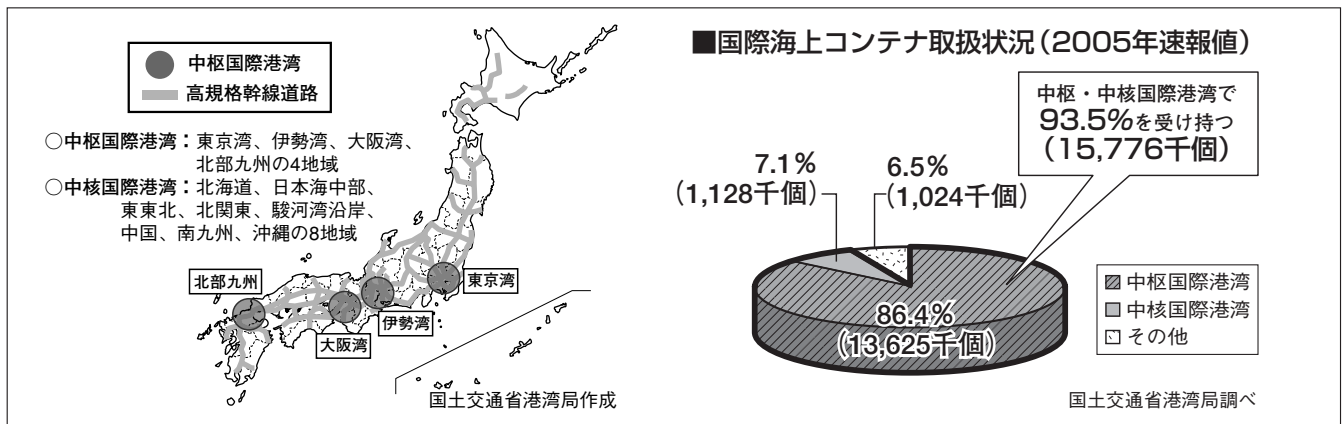 中枢国際港湾
高規格幹線道路
○中枢国際港湾：東京湾、伊勢湾、大阪湾、
北部九州の4地域
○中核国際港湾：北海道、日本海中部、
東東北、北関東、駿河湾沿岸、
中国、南九州、沖縄の8地域
北部九州
東京湾
伊勢湾
大阪湾
国土交通省港湾局作成
■国際海上コンテナ取扱状況（2005年速報値）
中枢・中核国際港湾で
93.5%を受け持つ
（15,776千個）
7.1％
（1,128千個）
6.5％
（1,024千個）
86.4％
（13,625千個）
中枢国際港湾
中核国際港湾
その他
国土交通省港湾局調べ